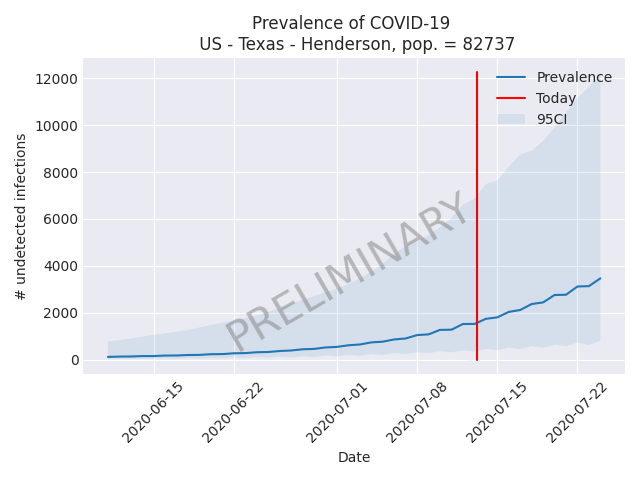 Prevalence of COVID-19
US - Texas - Henderson, pop. = 82737
12000
10000
8000
6000
4000
2000
0
# undetected infections
Prevalence
Today
95CI
PRELIMINARY
2020-06-15
2020-06-22
2020-07-01
2020-07-08
2020-07-15
2020-07-22
Date